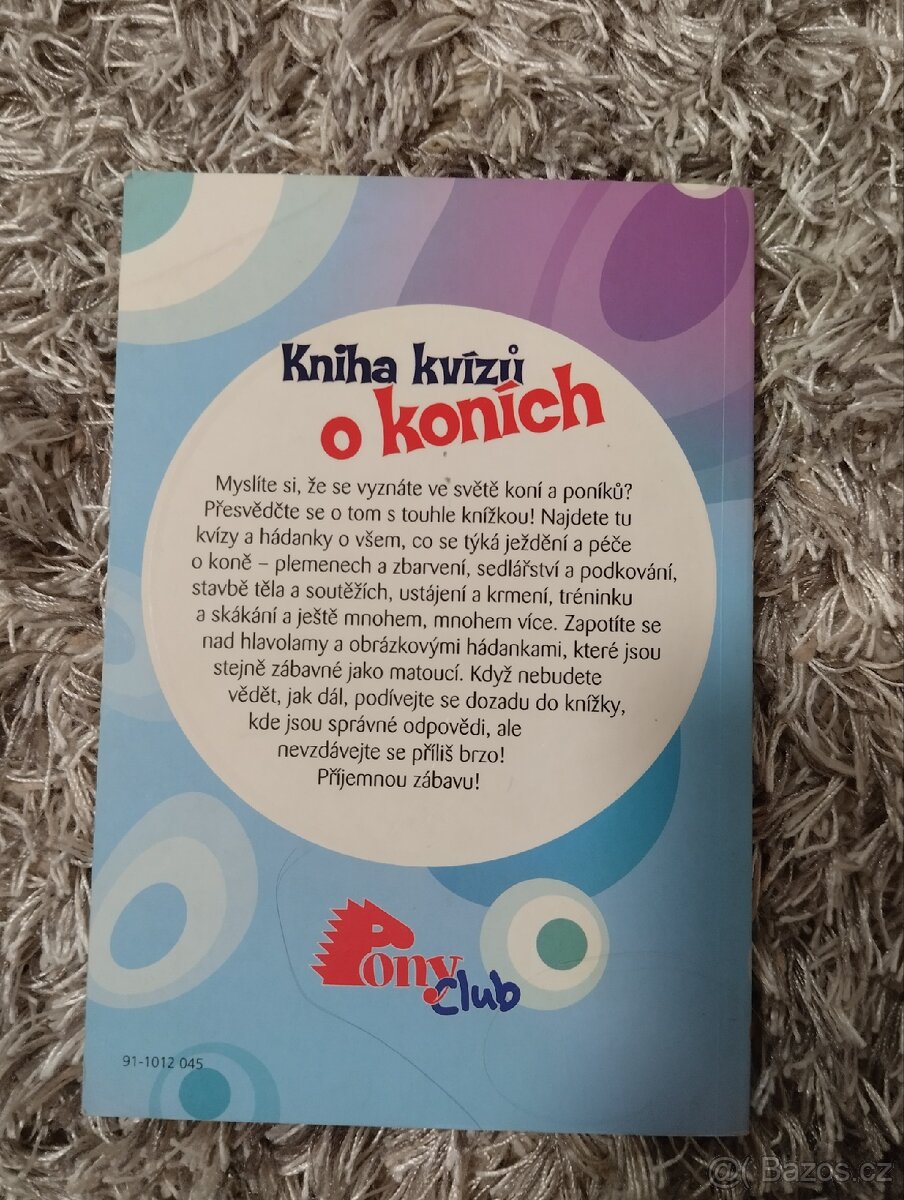 Kniha kvízů
o koních
Myslíte si, že se vyznáte ve světě koní a poníků?
Přesvědčte se o tom s touhle knížkou! Najdete tu
kvízy a hádanky o všem, co se týká ježdění a péče
o koně – plemenech a zbarvení, sedlářství a podkování,
stavbě těla a soutěžích, ustájení a krmení, tréninku
a skákání a ještě mnohem, mnohem více. Zapotíte se
nad hlavolamy a obrázkovými hádankami, které jsou
stejně zábavné jako matoucí. Když nebudete
vědět, jak dál, podívejte se dozadu do knížky,
kde jsou správné odpovědi, ale
nevzdávejte se příliš brzo!
Příjemnou zábavu!
Pony
club
91-1012 045
@( Bazos.cz